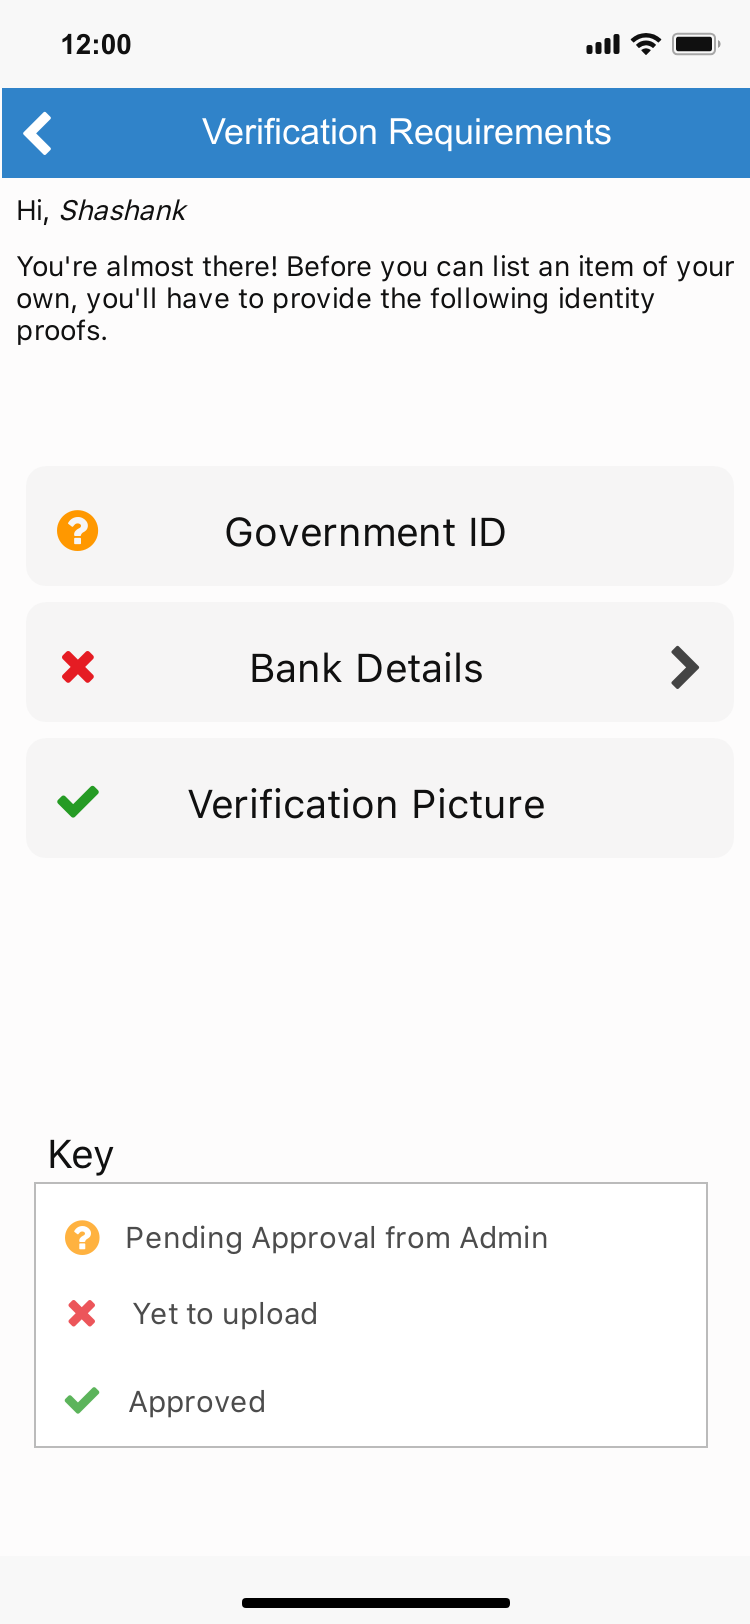 12:00
Verification Requirements
Hi, Shashank
You're almost there! Before you can list an item of your
own, you'll have to provide the following identity
proofs.
Government ID
Bank Details
Verification Picture
Key
Pending Approval from Admin
Yet to upload
Approved